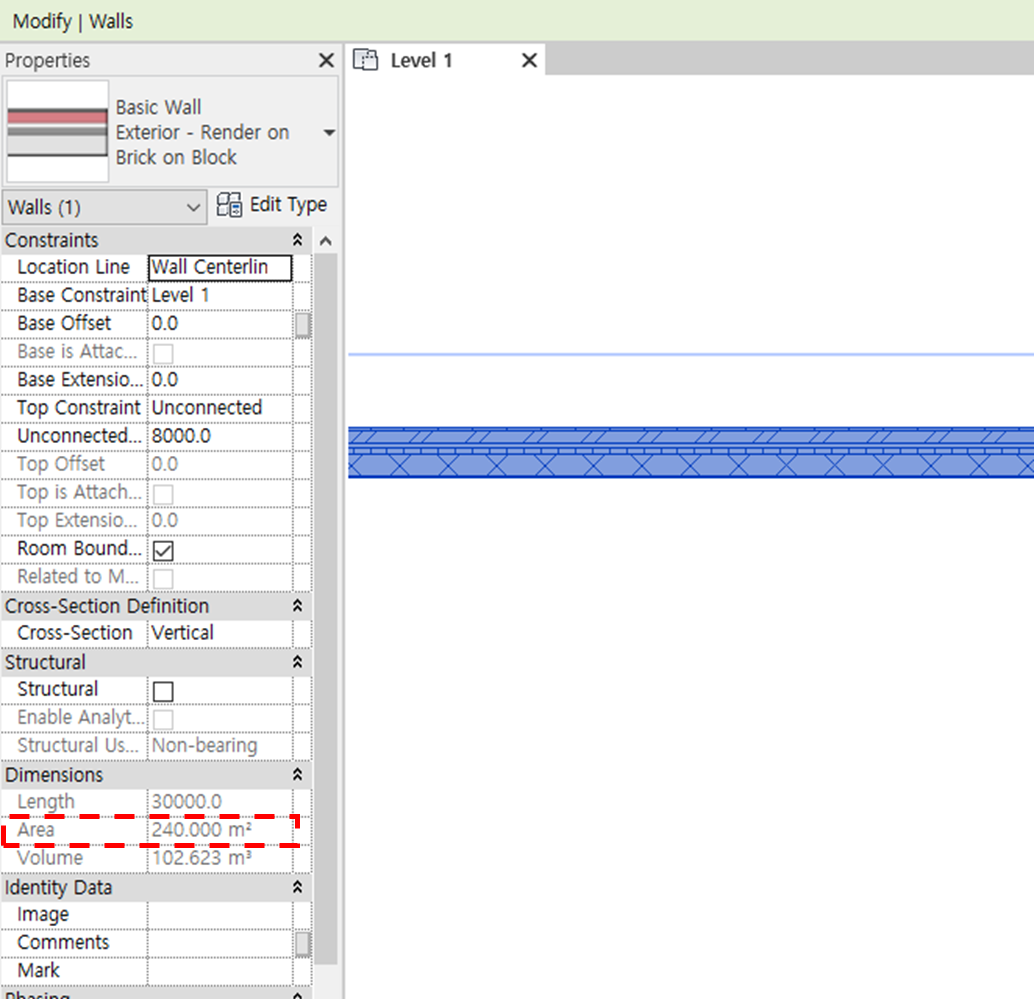 Modify | Walls
Properties
Level 1
Basic Wall
Exterior - Render on
Brick on Block
Walls (1)
Edit Type
Constraints
Location Line Wall Centerlin
Base Constraint Level 1
Base Offset 0.0
Base is Attac...
Base Extensio... 0.0
Top Constraint Unconnected
Unconnected... 8000.0
Top Offset 0.0
Top is Attach...
Top Extensio... 0.0
Room Bound...
Related to M...
Cross-Section Definition
Cross-Section Vertical
Structural
Structural
Enable Analyt...
Structural Us... Non-bearing
Dimensions
Length 30000.0
Area 240.000 m²
Volume 102.623 m³
Identity Data
Image
Comments
Mark
Phasing